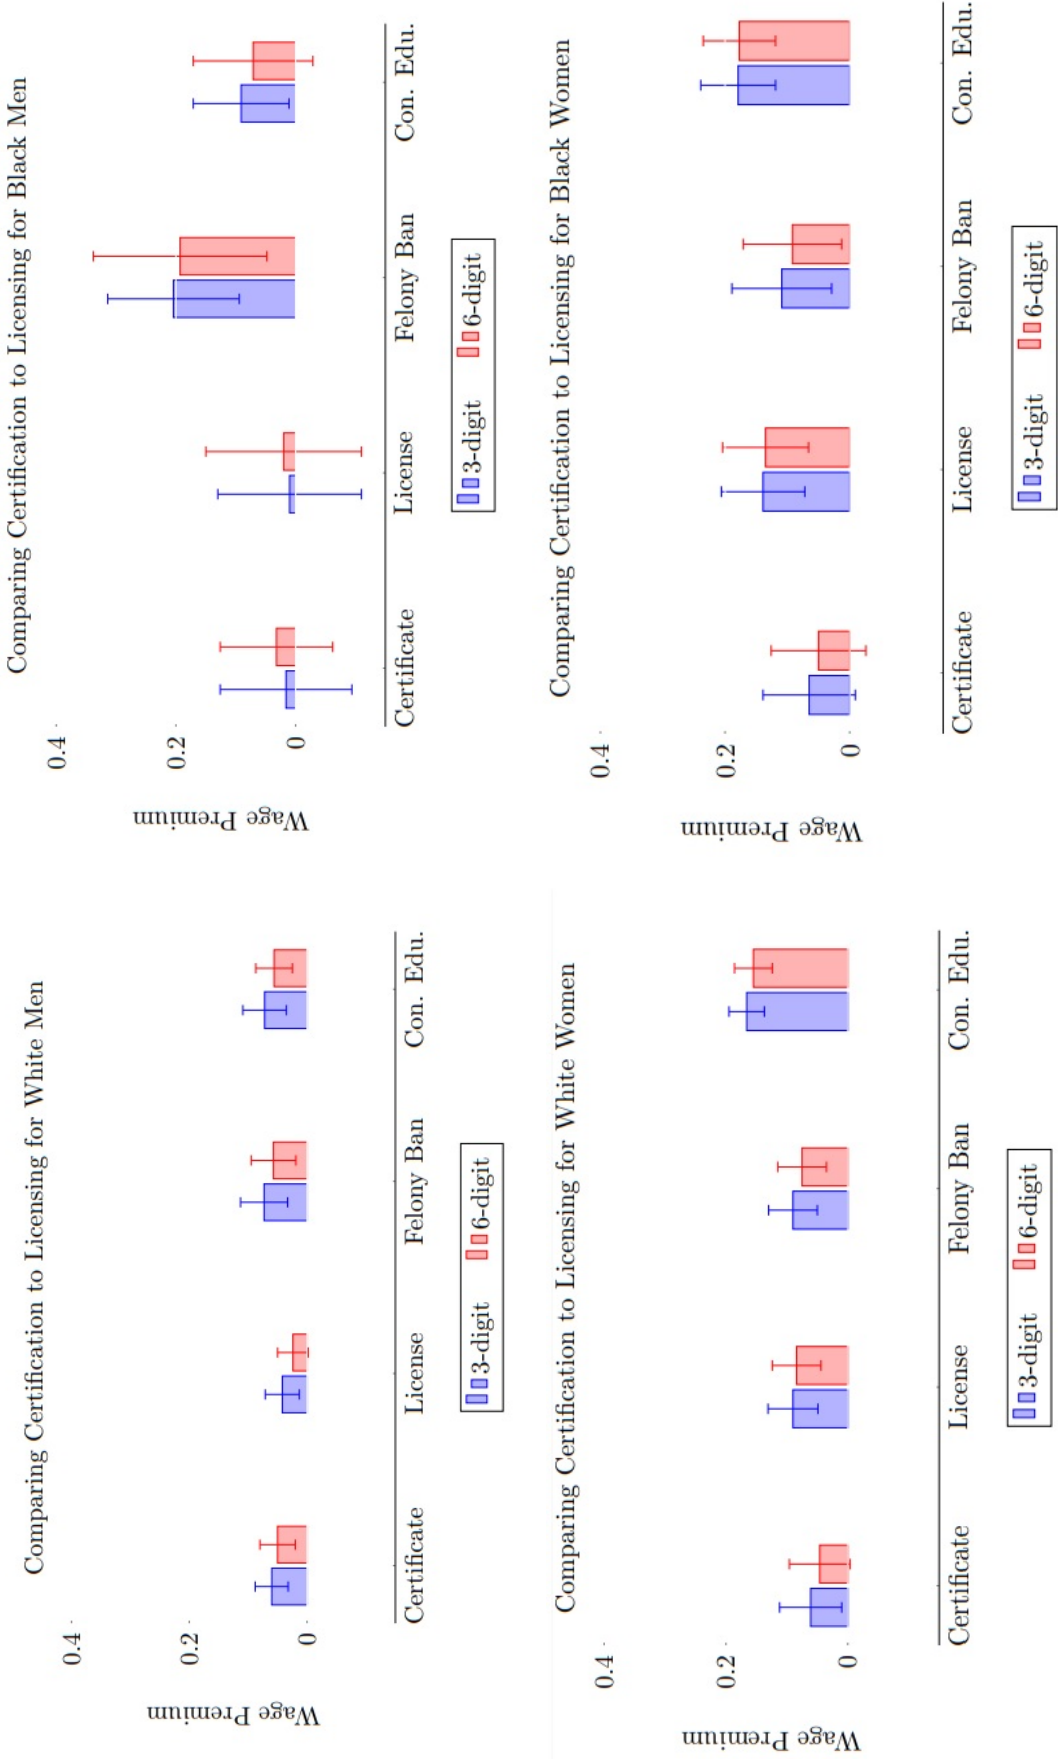 Comparing Certification to Licensing for White Men
Wage Premium
0.4
0.2
0
Certificate License Felony Ban Con. Edu.
3-digit 6-digit
Comparing Certification to Licensing for Black Men
Wage Premium
0.4
0.2
0
Certificate License Felony Ban Con. Edu.
3-digit 6-digit
Comparing Certification to Licensing for White Women
Wage Premium
0.4
0.2
0
Certificate License Felony Ban Con. Edu.
3-digit 6-digit
Comparing Certification to Licensing for Black Women
Wage Premium
0.4
0.2
0
Certificate License Felony Ban Con. Edu.
3-digit 6-digit